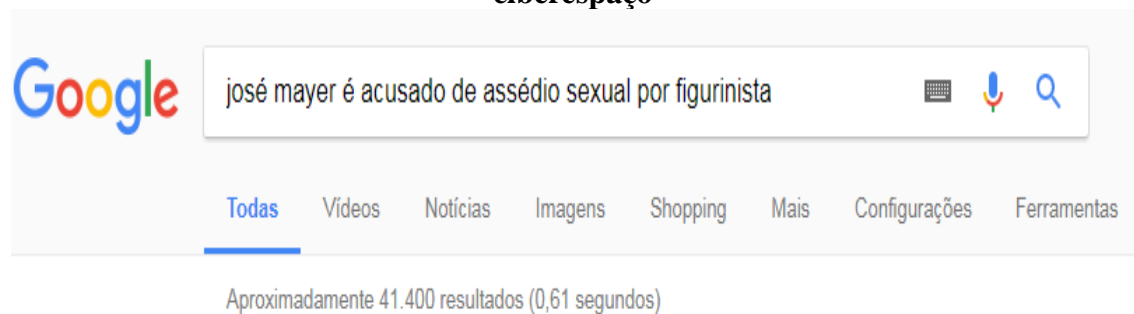 ciberespaço
Google
josé mayer é acusado de assédio sexual por figurinista
Todas Vídeos Notícias Imagens Shopping Mais Configurações Ferramentas
Aproximadamente 41.400 resultados (0,61 segundos)